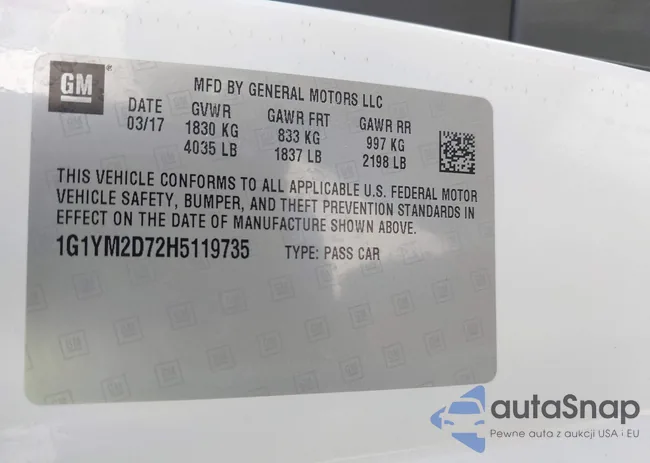 GM
MFD BY GENERAL MOTORS LLC
DATE GVWR GAWR FRT GAWR RR
03/17 1830 KG 833 KG 997 KG
4035 LB 1837 LB 2198 LB
THIS VEHICLE CONFORMS TO ALL APPLICABLE U.S. FEDERAL MOTOR
VEHICLE SAFETY, BUMPER, AND THEFT PREVENTION STANDARDS IN
EFFECT ON THE DATE OF MANUFACTURE SHOWN ABOVE.
1G1YM2D72H5119735 TYPE: PASS CAR
autaSnap
Pewne auta z aukcji USA i EU